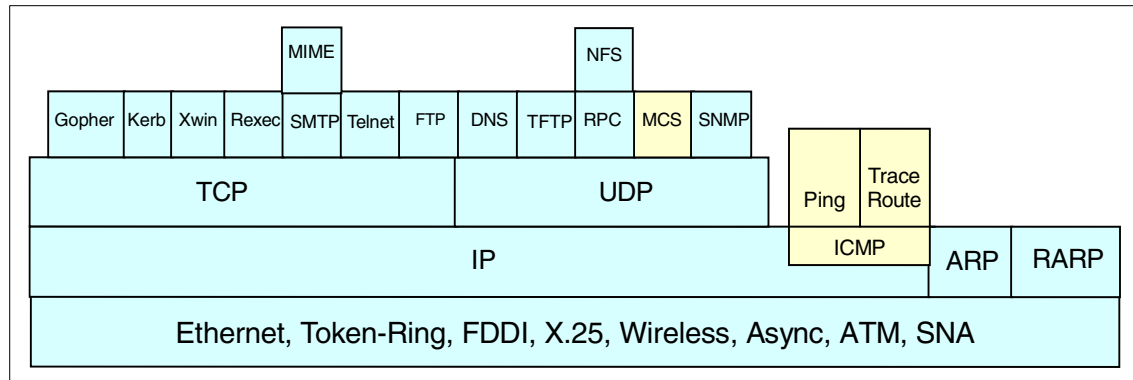 MIME
NFS
Gopher
Kerb
Xwin
Rexec
SMTP
Telnet
FTP
DNS
TFTP
RPC
MCS
SNMP
TCP
UDP
Ping
Trace
Route
IP
ICMP
ARP
RARP
Ethernet, Token-Ring, FDDI, X.25, Wireless, Async, ATM, SNA